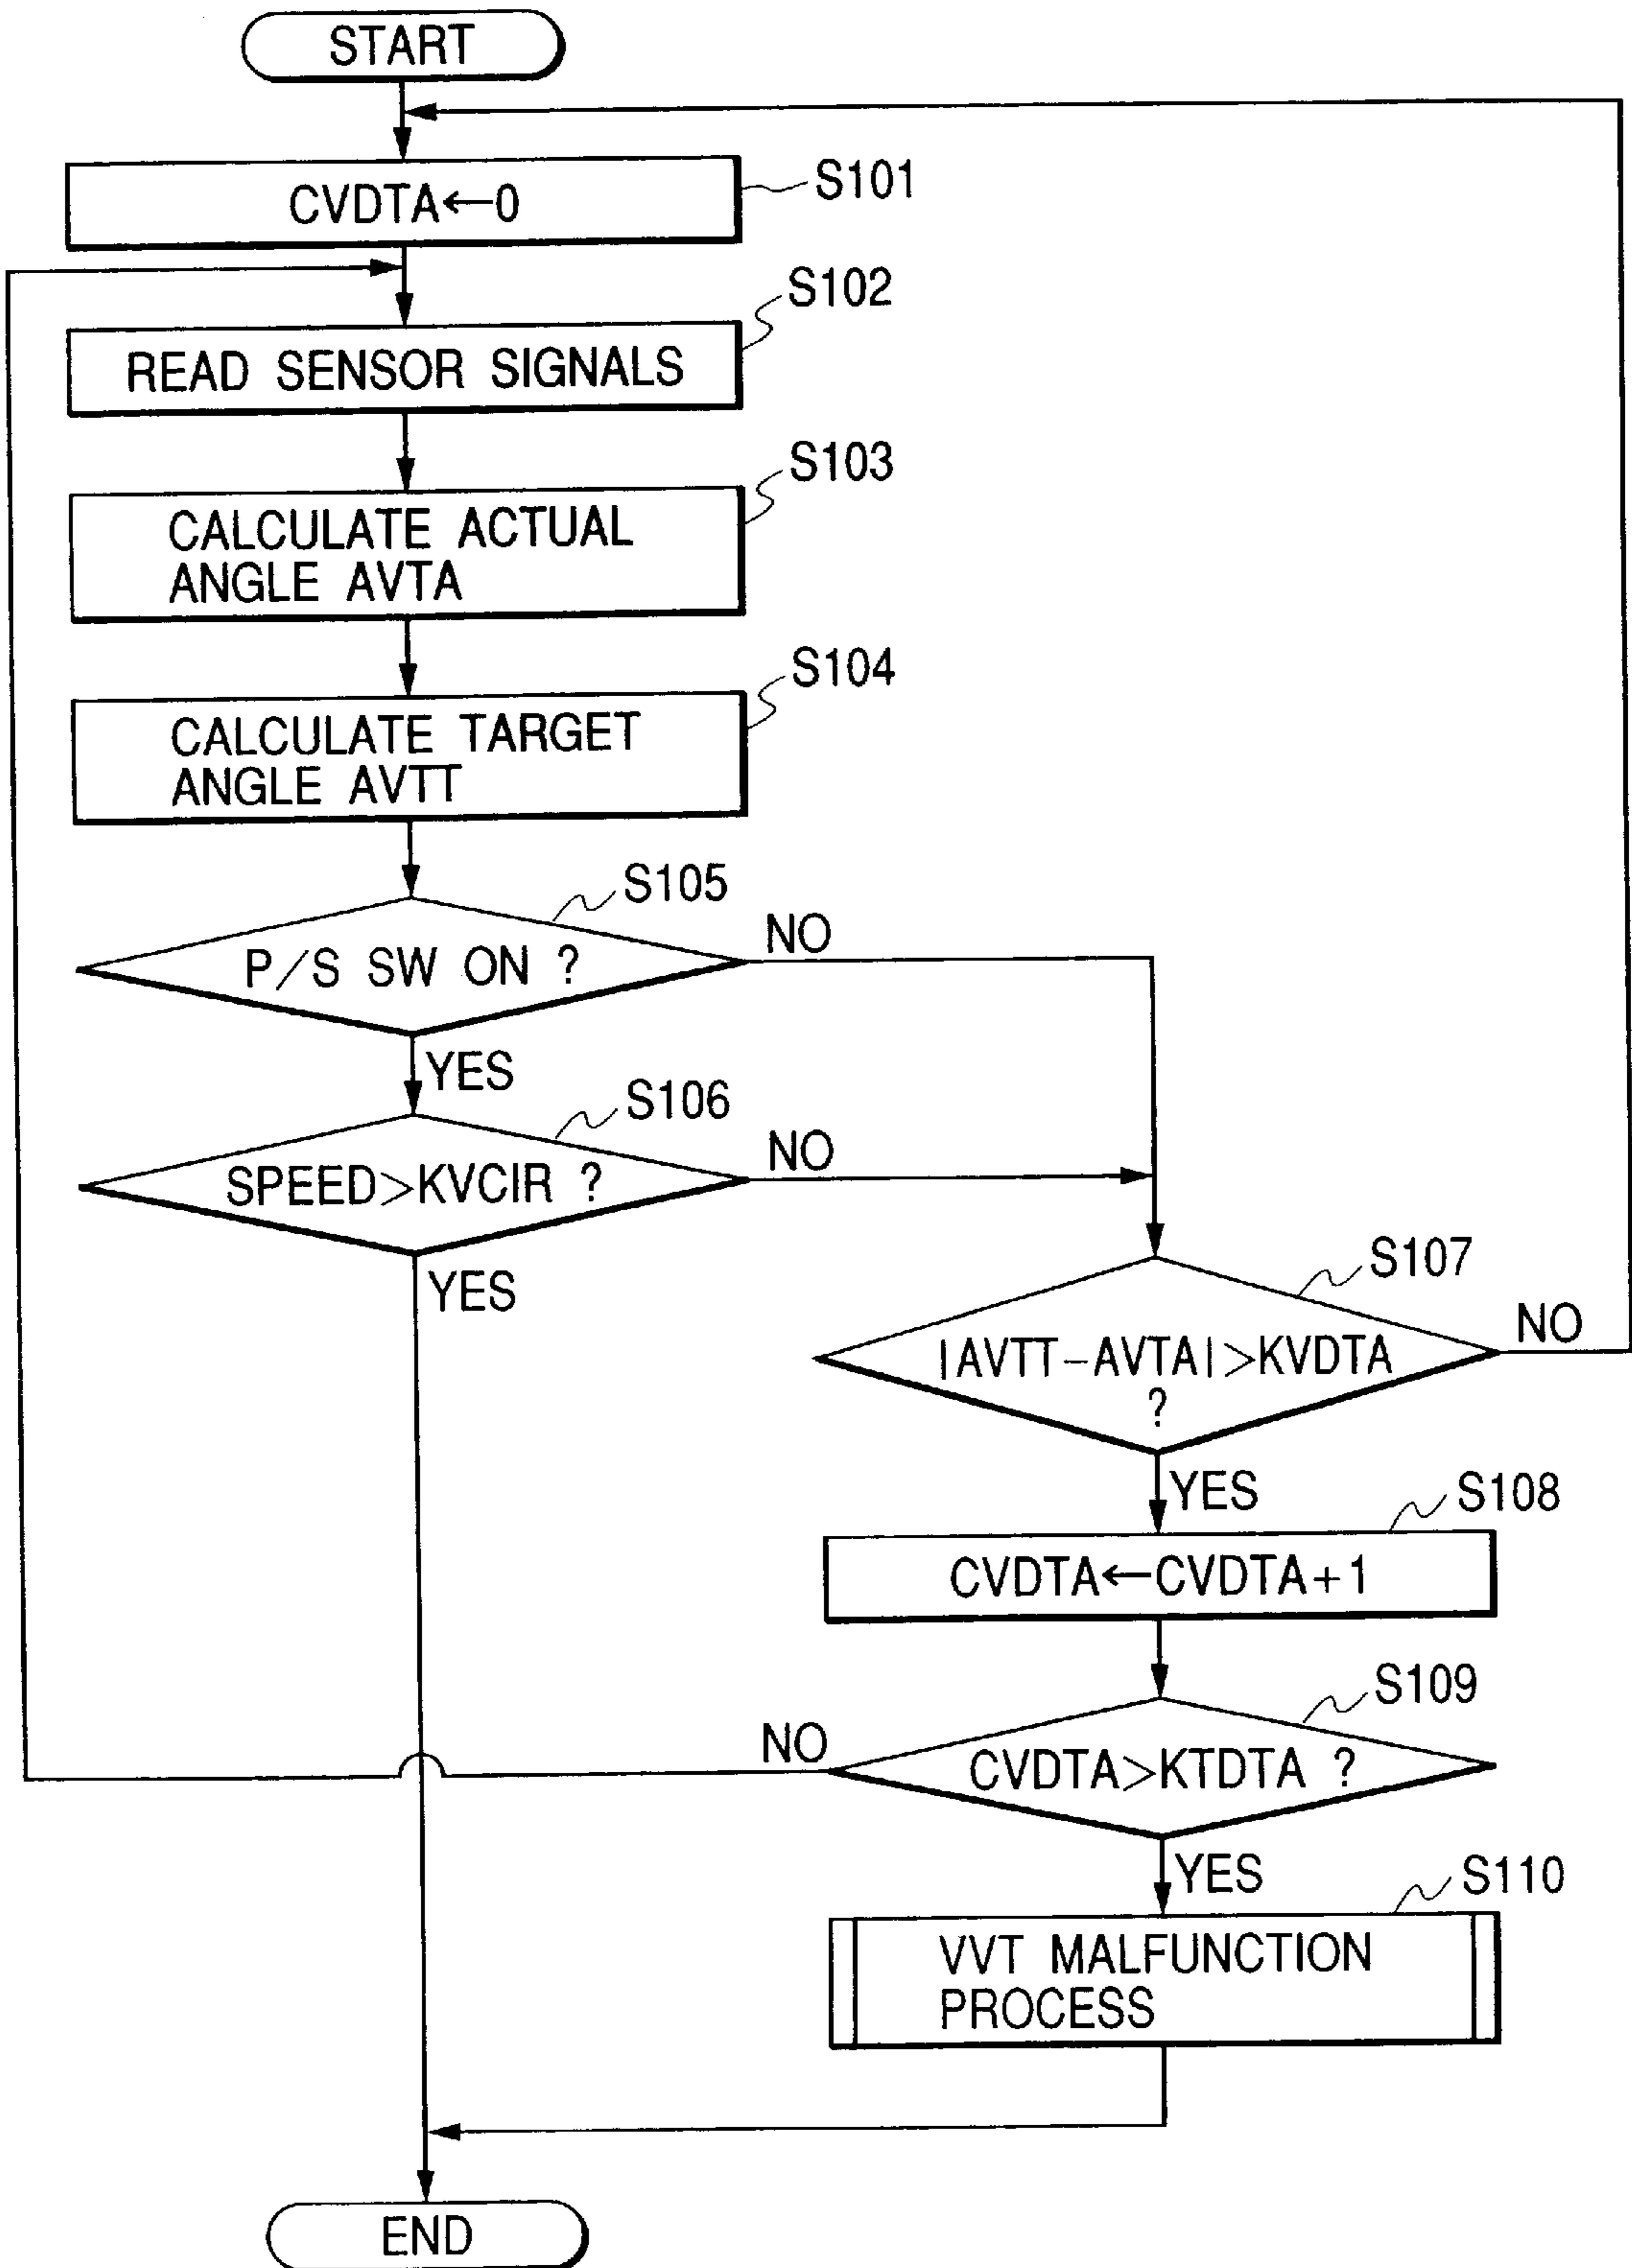 START
CVDTA←0
S101
S102
READ SENSOR SIGNALS
S103
CALCULATE ACTUAL
ANGLE AVTA
S104
CALCULATE TARGET
ANGLE AVTT
S105
P/S SW ON ?
NO
YES
S106
SPEED>KVCIR ?
NO
YES
S107
|AVTT-AVTA|>KVDTA
?
NO
YES
S108
CVDTA←CVDTA+1
S109
CVDTA>KTDTA ?
NO
YES
S110
VVT MALFUNCTION
PROCESS
END